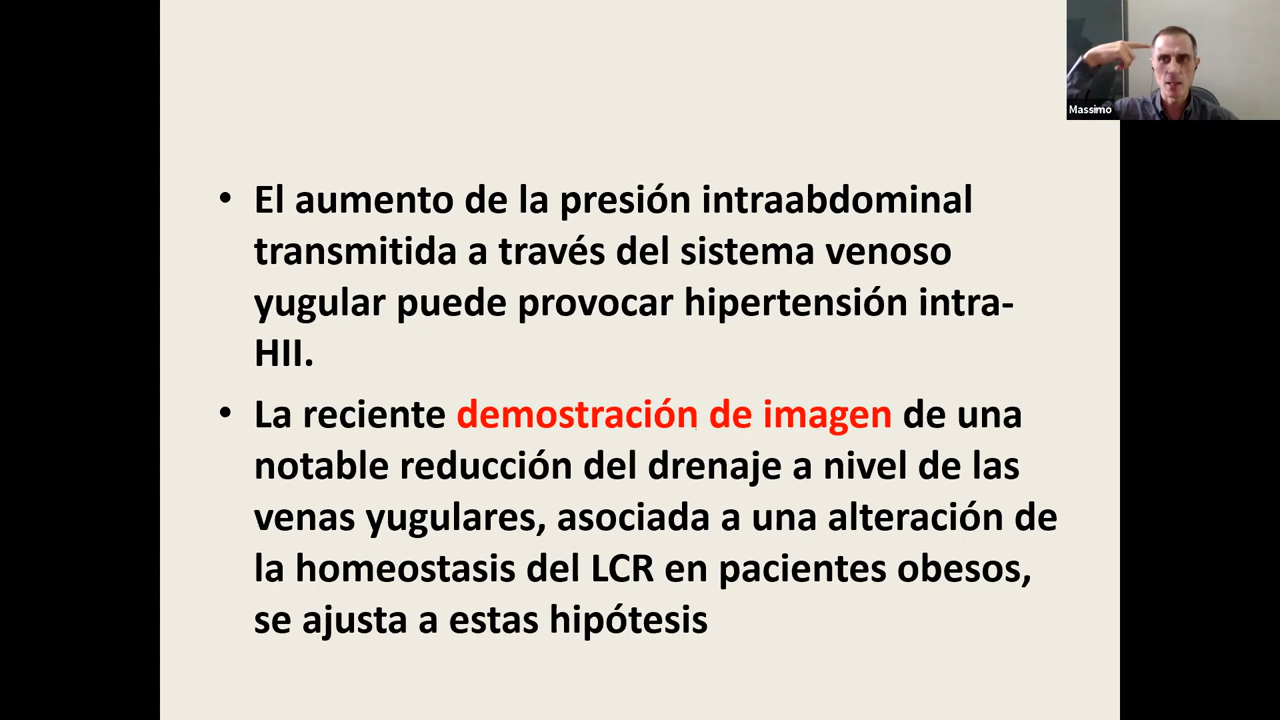 Massimo
• El aumento de la presión intraabdominal
transmitida a través del sistema venoso
yugular puede provocar hipertensión intra-
HII.
• La reciente demostración de imagen de una
notable reducción del drenaje a nivel de las
venas yugulares, asociada a una alteración de
la homeostasis del LCR en pacientes obesos,
se ajusta a estas hipótesis